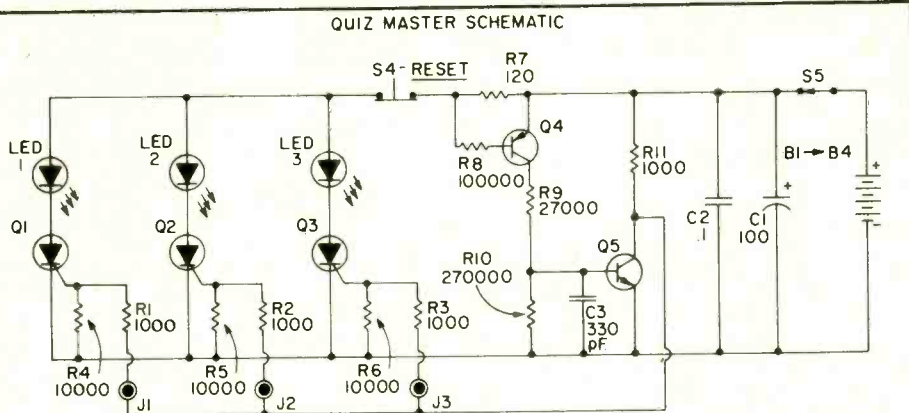 QUIZ MASTER SCHEMATIC
S4-RESET
R7
120
S5
LED
1
LED
2
LED
3
Q4
R8
100000
R11
1000
B1→B4
+
-
R9
27000
C2
.1
+
C1
100
Q1
Q2
Q3
Q5
R10
270000
C3
330
pF
R1
1000
R2
1000
R3
1000
R4
10000
R5
10000
R6
10000
J1
J2
J3